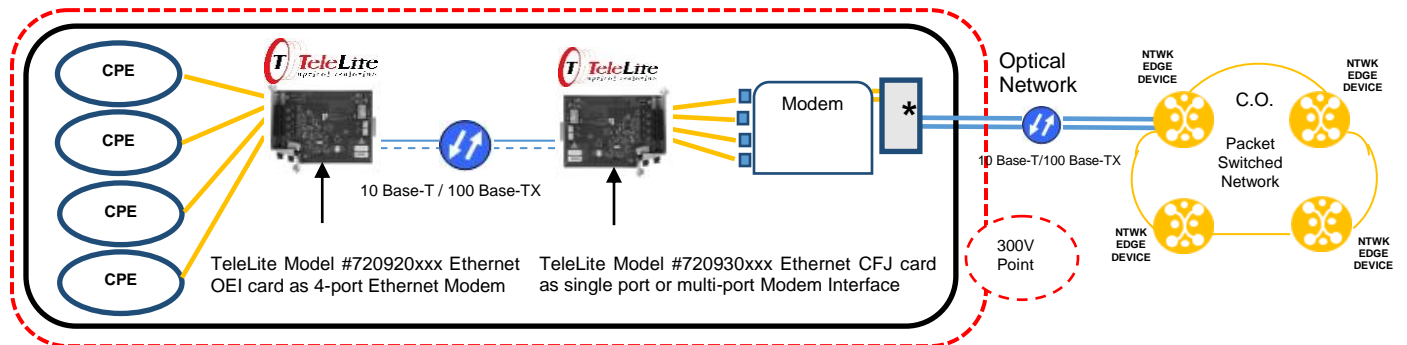 CPE
CPE
CPE
CPE
T TeleLite
optical extension
10 Base-T / 100 Base-TX
TeleLite Model #720920xxx Ethernet
OEI card as 4-port Ethernet Modem
T TeleLite
TeleLite Model #720930xxx Ethernet CFJ card
as single port or multi-port Modem Interface
Modem
*
Optical
Network
10 Base-T/100 Base-TX
300V
Point
NTWK
EDGE
DEVICE
NTWK
EDGE
DEVICE
C.O.
Packet
Switched
Network
NTWK
EDGE
DEVICE
NTWK
EDGE
DEVICE